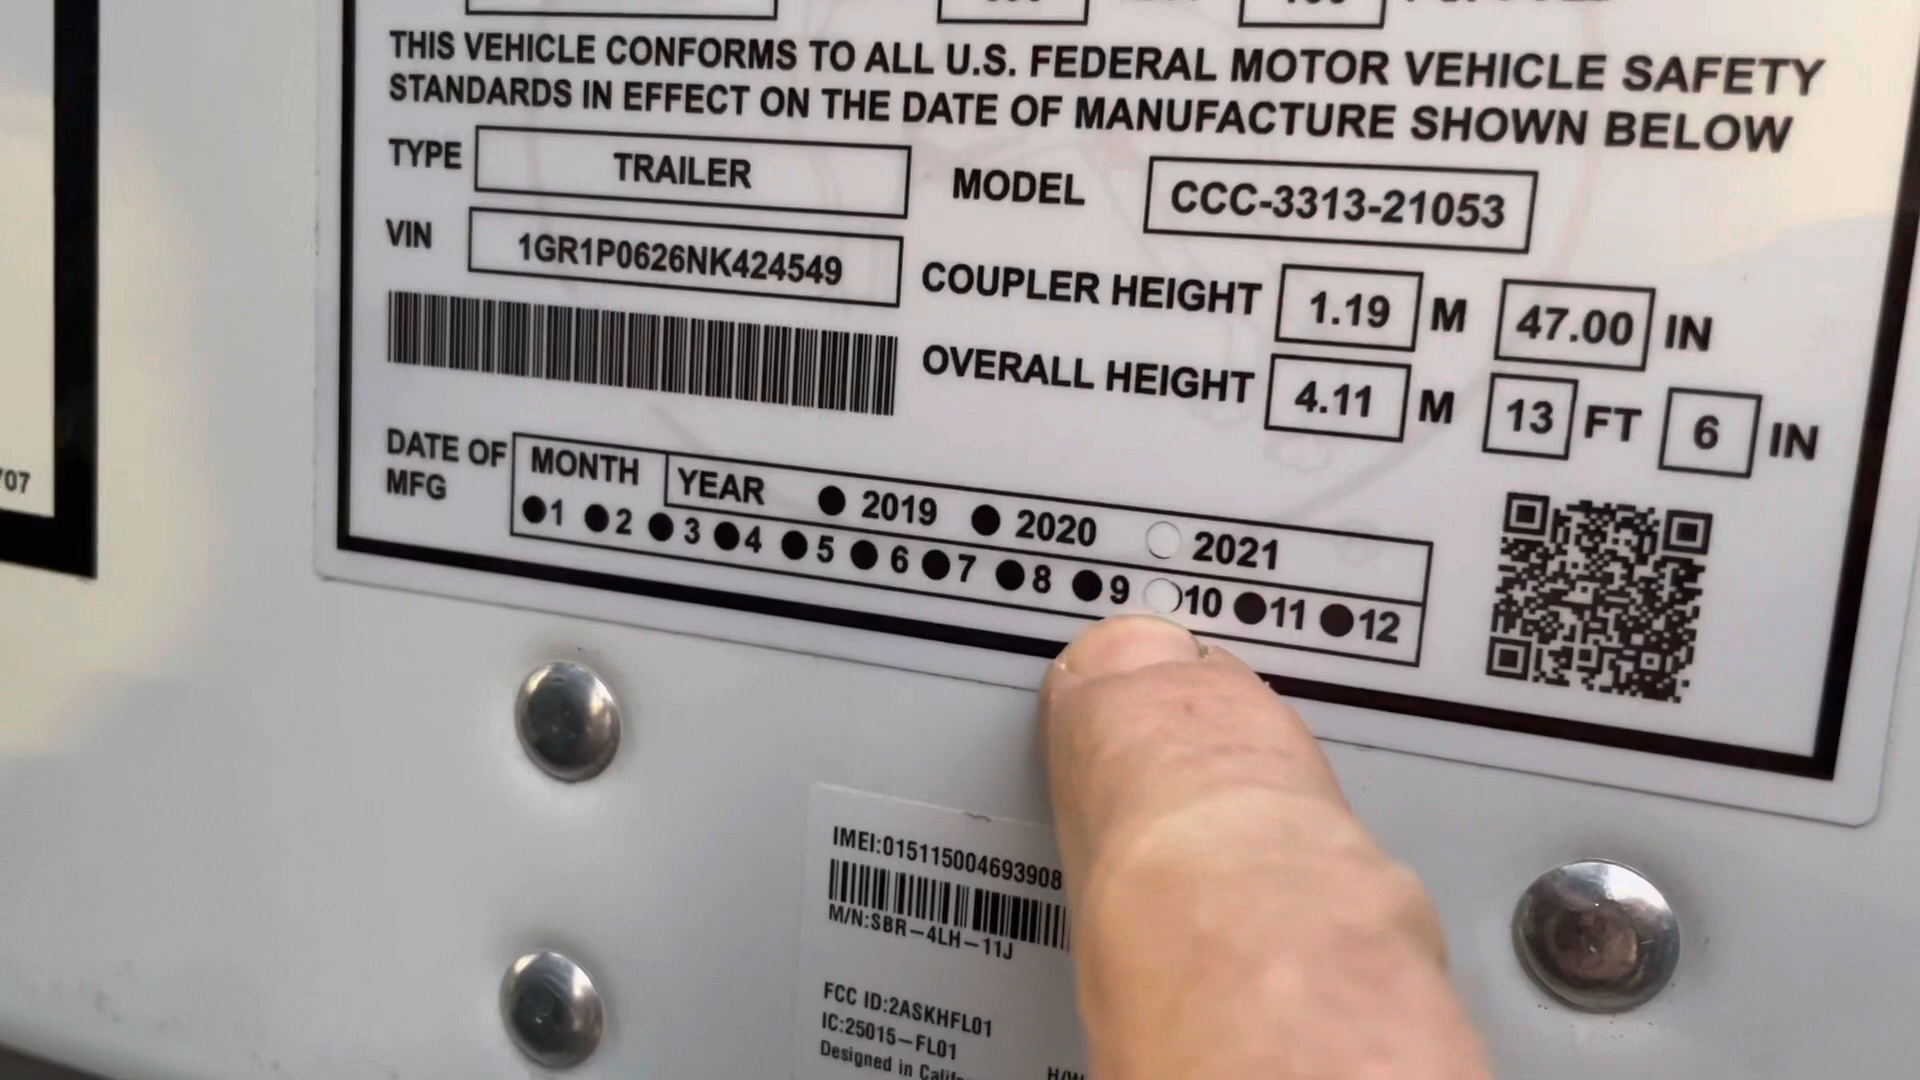 THIS VEHICLE CONFORMS TO ALL U.S. FEDERAL MOTOR VEHICLE SAFETY
STANDARDS IN EFFECT ON THE DATE OF MANUFACTURE SHOWN BELOW
TYPE TRAILER MODEL CCC-3313-21053
VIN 1GR1P0626NK424549
COUPLER HEIGHT 1.19 M 47.00 IN
OVERALL HEIGHT 4.11 M 13 FT 6 IN
DATE OF MFG
MONTH YEAR 2019 2020 2021
1 2 3 4 5 6 7 8 9 10 11 12
707
IMEI:015115004693908
M/N:SBR-4LH-11J
FCC ID:2ASKHFL01
IC:25015-FL01
Designed in
H/W